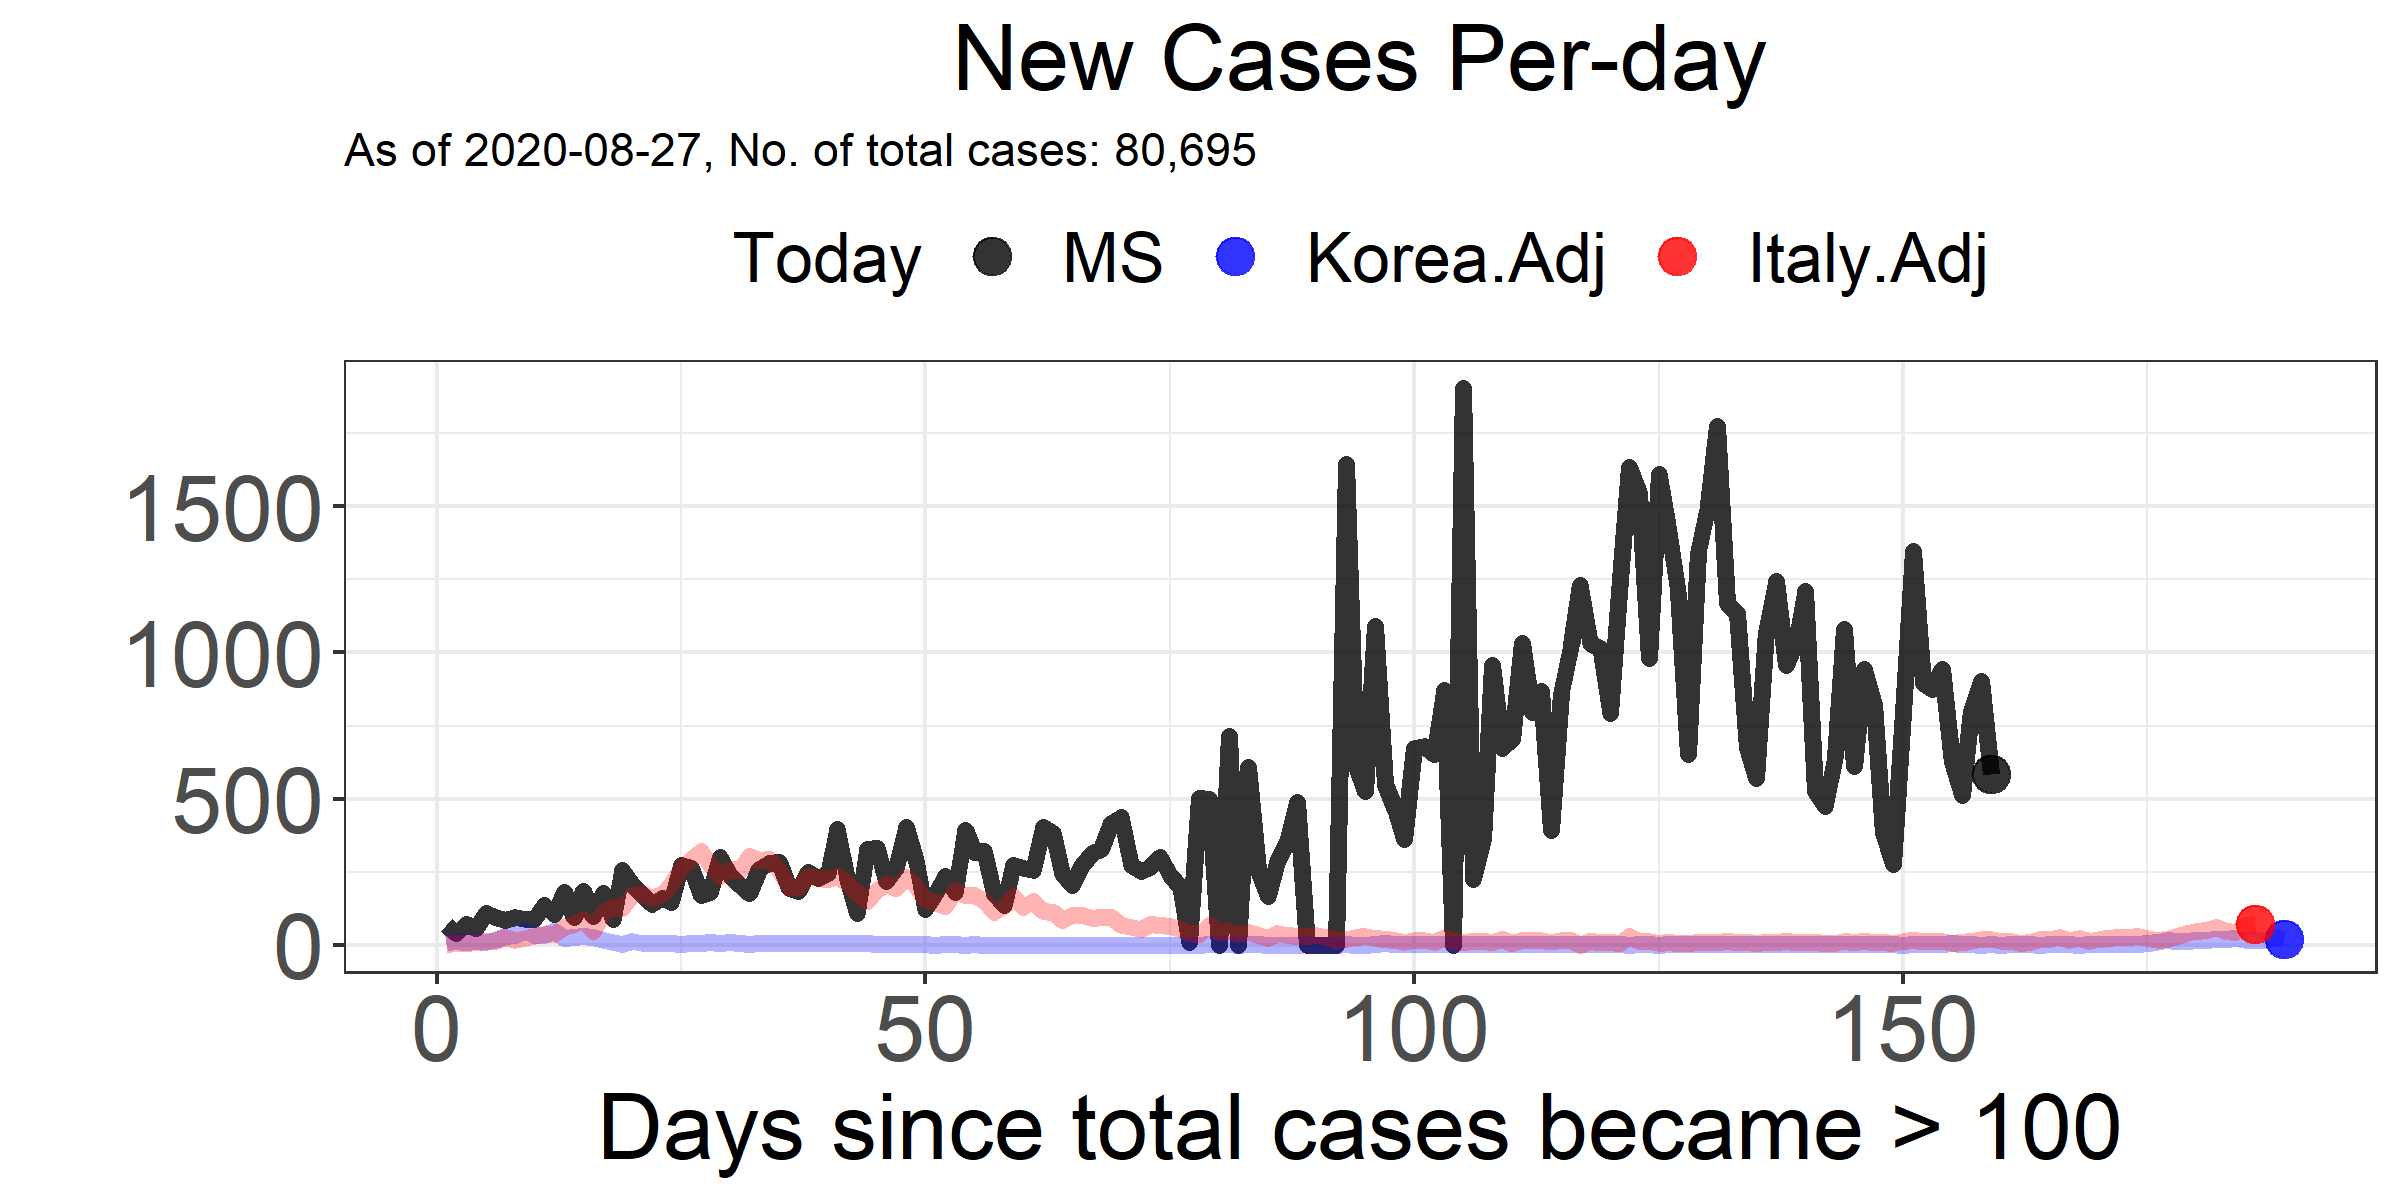 New Cases Per-day
As of 2020-08-27, No. of total cases: 80,695
Today MS Korea.Adj Italy.Adj
1500
1000
500
0
0 50 100 150
Days since total cases became > 100